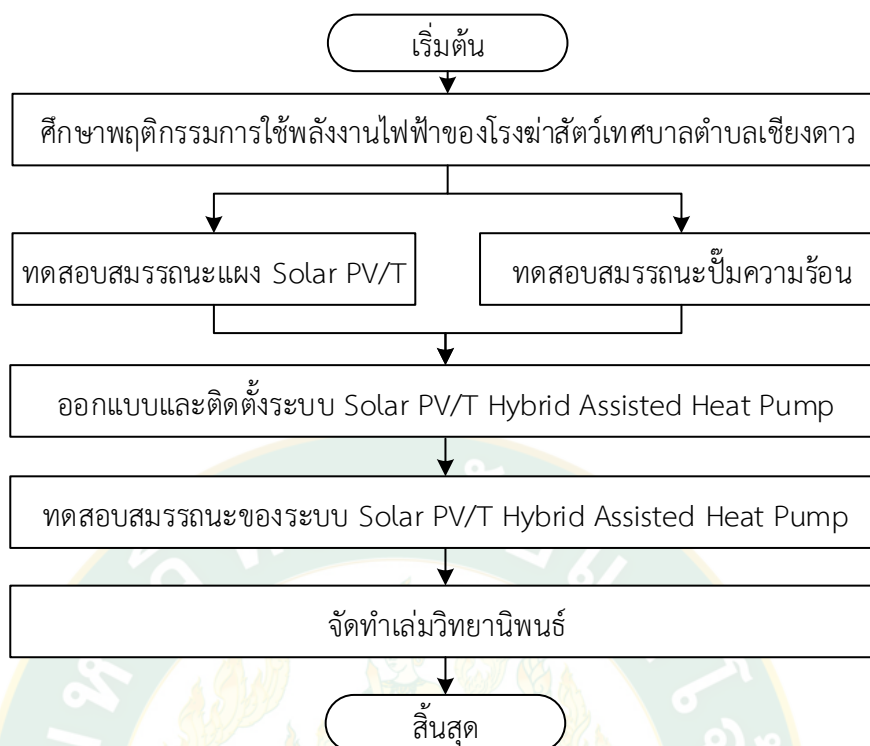 เริ่มต้น
ศึกษาพฤติกรรมการใช้พลังงานไฟฟ้าของโรงฆ่าสัตว์เทศบาลตำบลเชียงดาว
ทดสอบสมรรถนะแผง Solar PV/T
ทดสอบสมรรถนะปั๊มความร้อน
ออกแบบและติดตั้งระบบ Solar PV/T Hybrid Assisted Heat Pump
ทดสอบสมรรถนะของระบบ Solar PV/T Hybrid Assisted Heat Pump
จัดทำเล่มวิทยานิพนธ์
สิ้นสุด